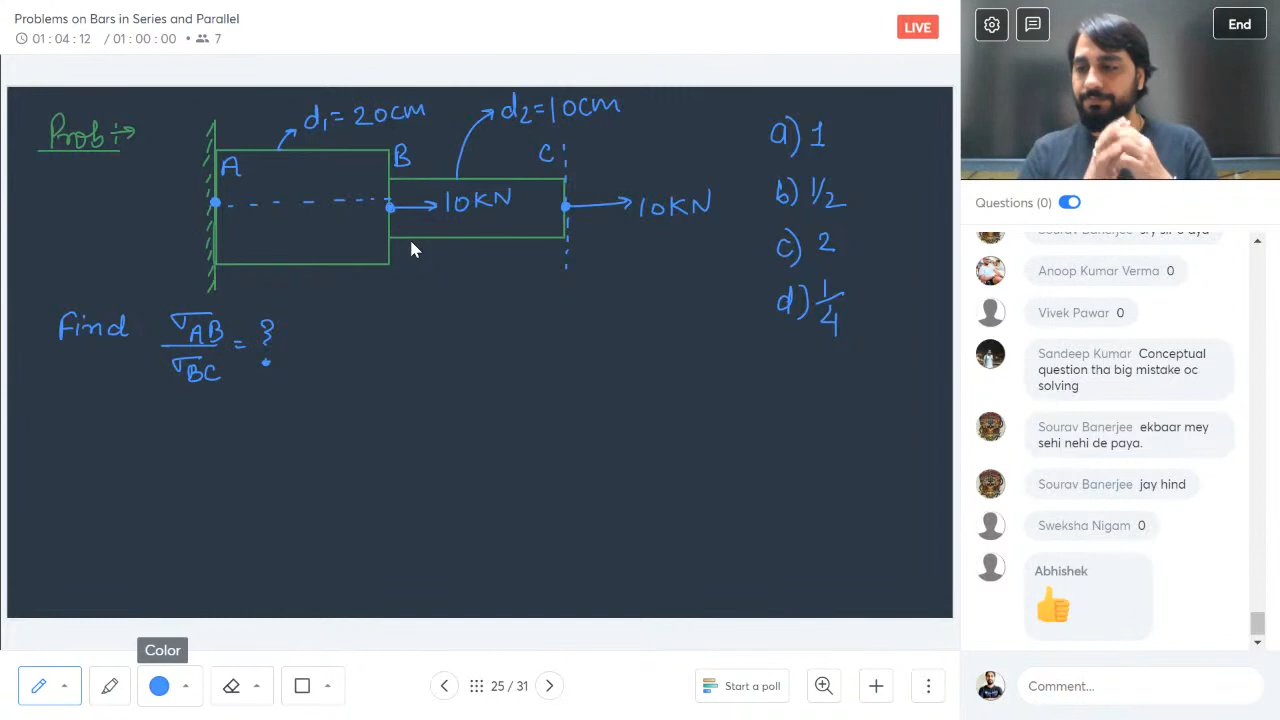 Problems on Bars in Series and Parallel
01 : 04 : 12 / 01 : 00 : 00 • 7
LIVE
End
Prob:→
d1 = 20cm
d2=10cm
A
B
C
10KN
10KN
a) 1
b) 1/2
c) 2
d) 1/4
Find σAB/σBC = ?
Questions (0)
Anoop Kumar Verma 0
Vivek Pawar 0
Sandeep Kumar Conceptual
question tha big mistake oc
solving
Sourav Banerjee ekbaar mey
sehi nehi de paya.
Sourav Banerjee jay hind
Sweksha Nigam 0
Abhishek
Color
25 / 31
Start a poll
Comment...